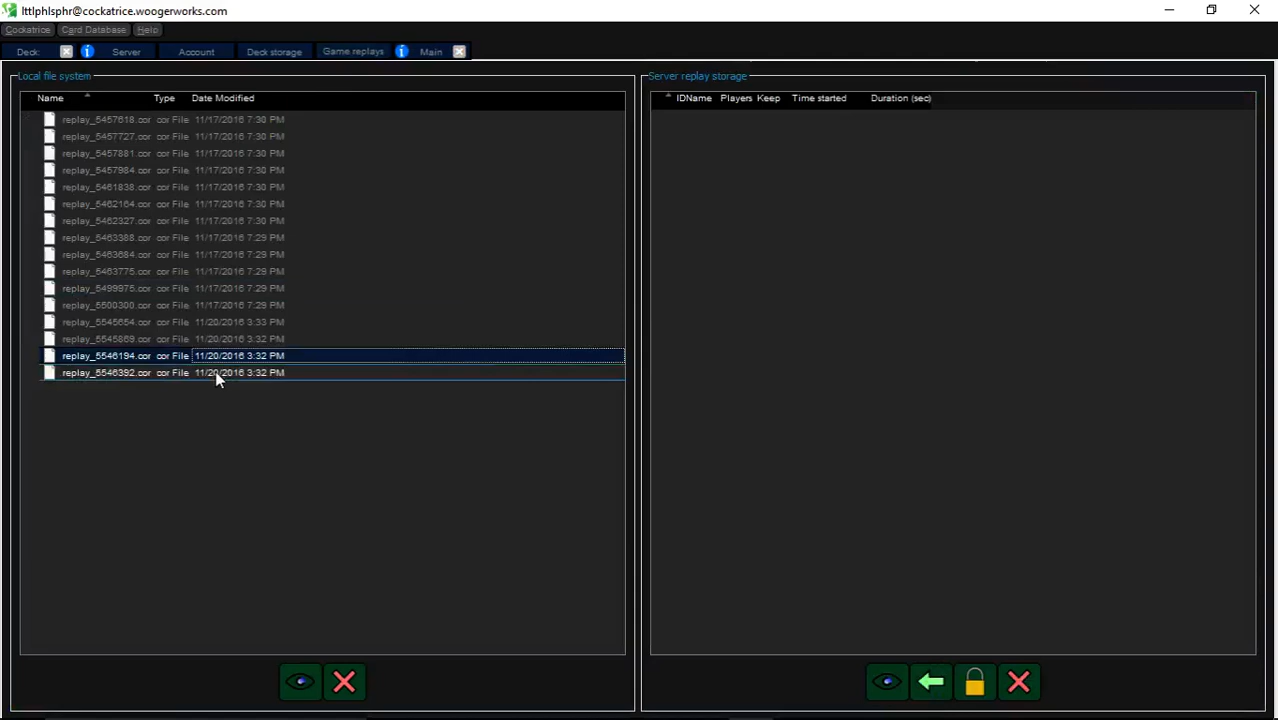 lttlphlsphr@cockatrice.woogerworks.com
Cockatrice Card Database Help
Deck: Server Account Deck storage Game replays Main
Local file system
Name Type Date Modified
replay_5457618.cor cor File 11/17/2016 7:30 PM
replay_5457727.cor cor File 11/17/2016 7:30 PM
replay_5457881.cor cor File 11/17/2016 7:30 PM
replay_5457984.cor cor File 11/17/2016 7:30 PM
replay_5461838.cor cor File 11/17/2016 7:30 PM
replay_5462164.cor cor File 11/17/2016 7:30 PM
replay_5462327.cor cor File 11/17/2016 7:30 PM
replay_5463388.cor cor File 11/17/2016 7:29 PM
replay_5463684.cor cor File 11/17/2016 7:29 PM
replay_5463775.cor cor File 11/17/2016 7:29 PM
replay_5499975.cor cor File 11/17/2016 7:29 PM
replay_5500300.cor cor File 11/17/2016 7:29 PM
replay_5545654.cor cor File 11/20/2016 3:33 PM
replay_5545869.cor cor File 11/20/2016 3:32 PM
replay_5546194.cor cor File 11/20/2016 3:32 PM
replay_5546392.cor cor File 11/20/2016 3:32 PM
Server replay storage
IDName Players Keep Time started Duration (sec)